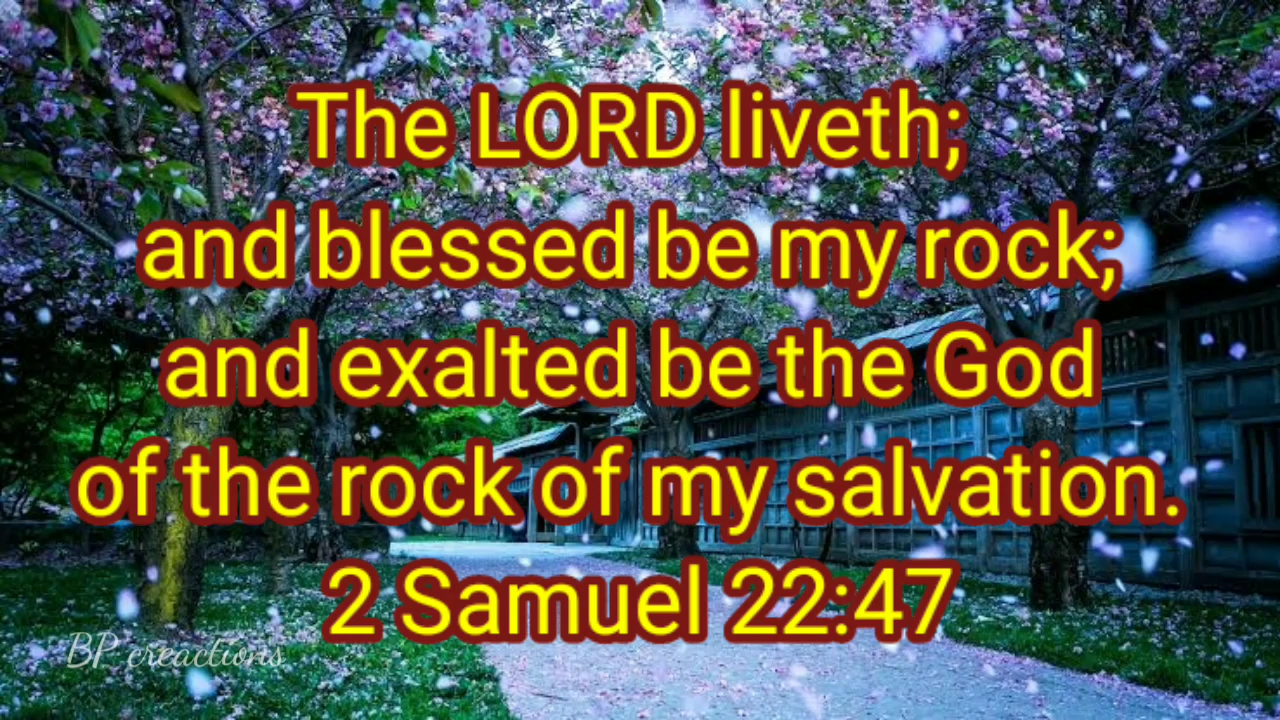 The LORD liveth;
and blessed be my rock;
and exalted be the God
of the rock of my salvation.
2 Samuel 22:47
BP creactions